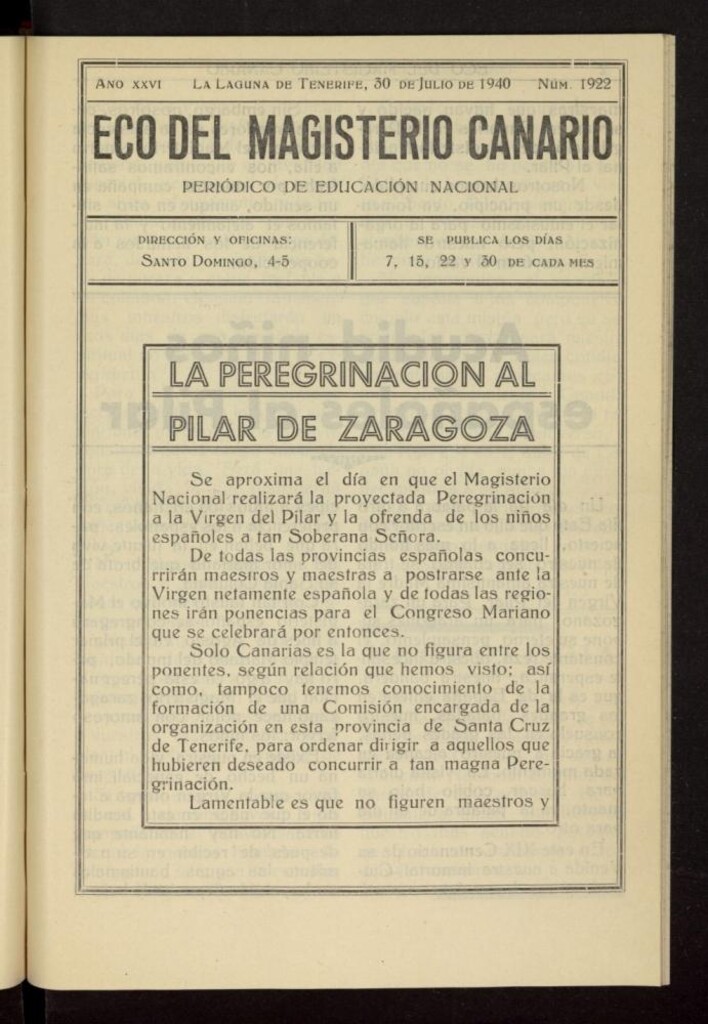 AÑO XXVI LA LAGUNA DE TENERIFE, 30 DE JULIO DE 1940 NÚM. 1922
ECO DEL MAGISTERIO CANARIO
PERIÓDICO DE EDUCACIÓN NACIONAL
DIRECCIÓN Y OFICINAS:
SANTO DOMINGO, 4-5
SE PUBLICA LOS DÍAS
7, 15, 22 Y 30 DE CADA MES
LA PEREGRINACION AL
PILAR DE ZARAGOZA
Se aproxima el día en que el Magisterio
Nacional realizará la proyectada Peregrinación
a la Virgen del Pilar y la ofrenda de los niños
españoles a tan Soberana Señora.
De todas las provincias españolas concu-
rrirán maestros y maestras a postrarse ante la
Virgen netamente española y de todas las regio-
nes irán ponencias para el Congreso Mariano
que se celebrará por entonces.
Solo Canarias es la que no figura entre los
ponentes, según relación que hemos visto; así
como, tampoco tenemos conocimiento de la
formación de una Comisión encargada de la
organización en esta provincia de Santa Cruz
de Tenerife, para ordenar dirigir a aquellos que
hubieren deseado concurrir a tan magna Pere-
grinación.
Lamentable es que no figuren maestros y